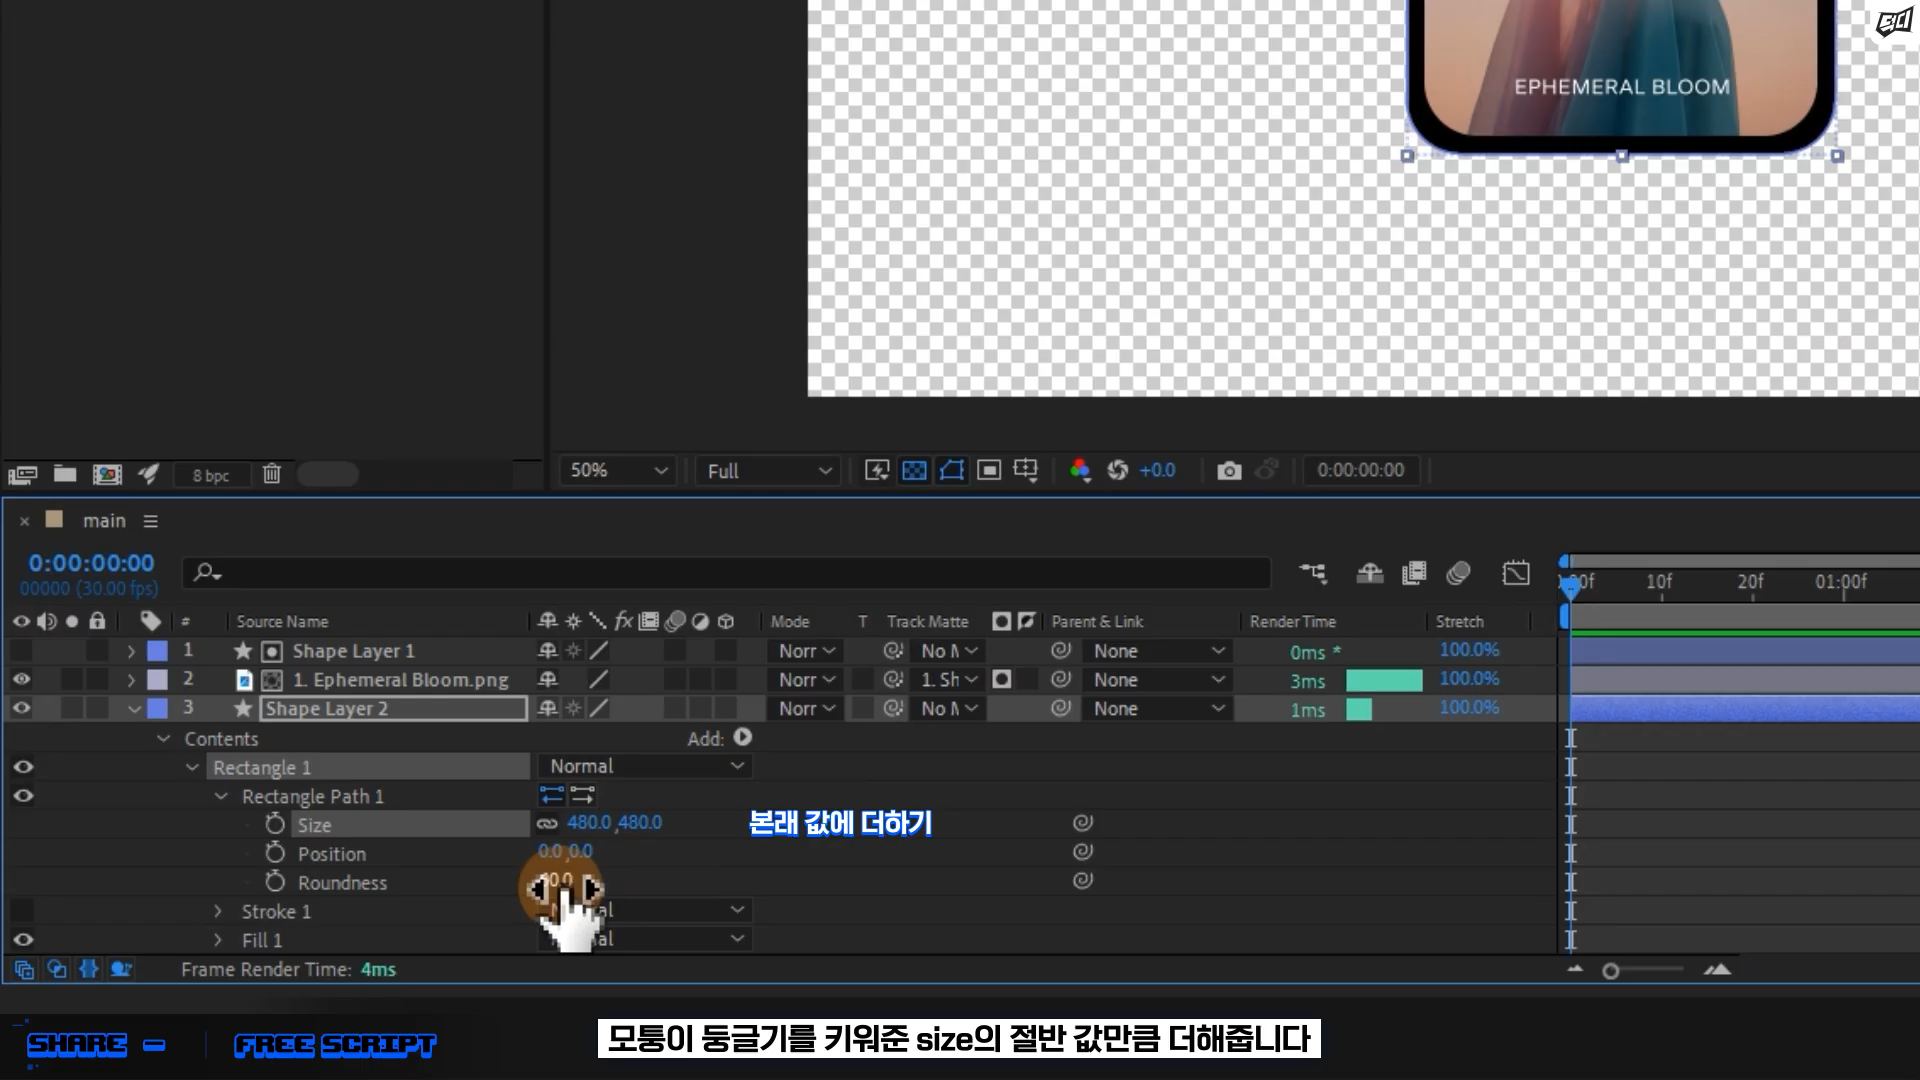 EPHEMERAL BLOOM
8 bpc
50%
Full
+0.0
0:00:00:00
main
0:00:00:00
00000 (30.00 fps)
10f
20f
01:00f
#
Source Name
fx
Mode
T
Track Matte
Parent & Link
Render Time
Stretch
1
Shape Layer 1
Norr
No
None
0ms *
100.0%
2
1. Ephemeral Bloom.png
Norr
1. Sh
None
3ms
100.0%
3
Shape Layer 2
Norr
No
None
1ms
100.0%
Contents
Add:
Rectangle 1
Normal
Rectangle Path 1
Size
480.0,480.0
본래 값에 더하기
Position
0.0,0.0
Roundness
Stroke 1
Fill 1
Frame Render Time: 4ms
SHARE
FREE SCRIPT
모퉁이 둥글기를 키워준 size의 절반 값만큼 더해줍니다